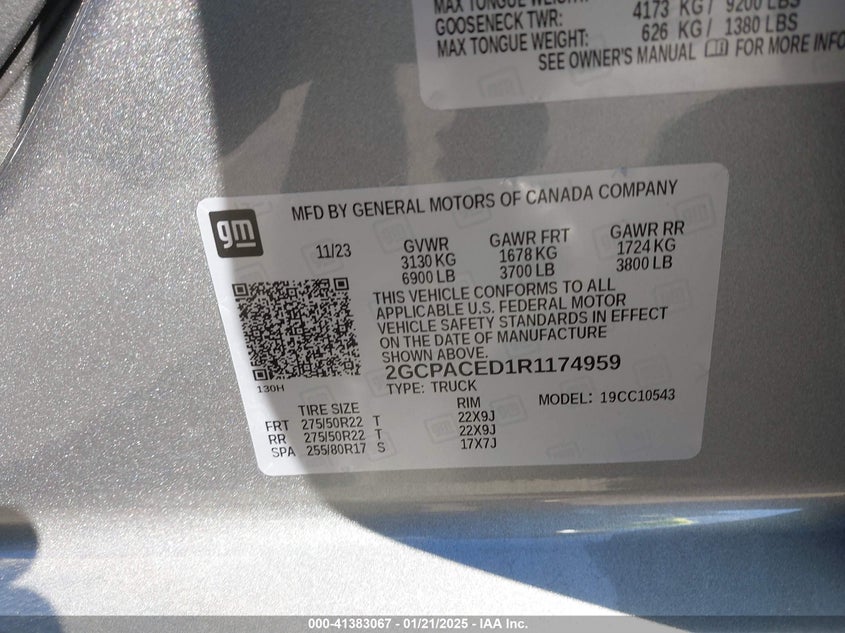 MAX TONGUE WEIGHT: 4173 KG / 9200 LBS
GOOSENECK TWR: 626 KG / 1380 LBS
MAX TONGUE WEIGHT:
SEE OWNER'S MANUAL FOR MORE INFO
MFD BY GENERAL MOTORS OF CANADA COMPANY
gm
11/23 GVWR GAWR FRT GAWR RR
3130 KG 1678 KG 1724 KG
6900 LB 3700 LB 3800 LB
THIS VEHICLE CONFORMS TO ALL
APPLICABLE U.S. FEDERAL MOTOR
VEHICLE SAFETY STANDARDS IN EFFECT
ON THE DATE OF MANUFACTURE
SHOWN ABOVE.
2GCPACED1R1174959
130H
TYPE: TRUCK
TIRE SIZE RIM MODEL: 19CC10543
FRT 275/50R22 T 22X9J
RR 275/50R22 T 22X9J
SPA 255/80R17 S 17X7J
000-41383067 - 01/21/2025 - IAA Inc.